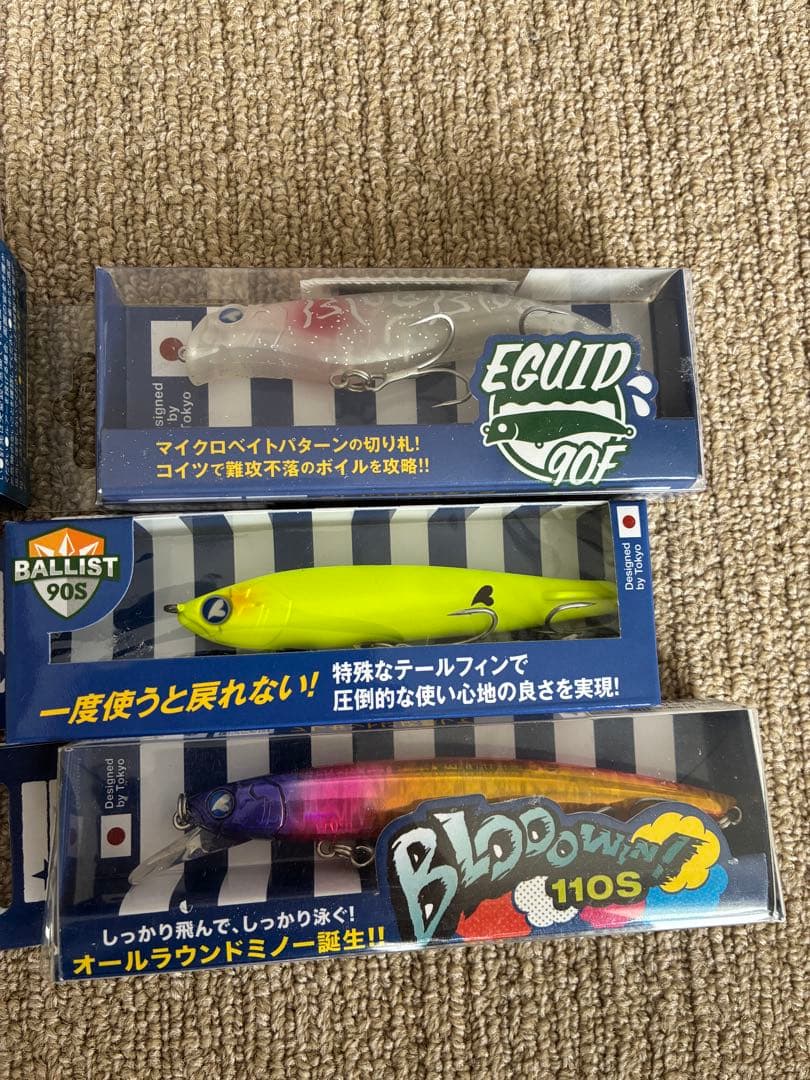 Designed
by
Tokyo
EGUID
90F
マイクロベイトパターンの切り札!
コイツで難攻不落のボイルを攻略!!
BALLIST
90S
Designed
by Tokyo
一度使うと戻れない!
特殊なテールフィンで
圧倒的な使い心地の良さを実現!
Designed
by Tokyo
BLOOOWIN!
110S
しっかり飛んで、しっかり泳ぐ!
オールラウンドミノー誕生!!